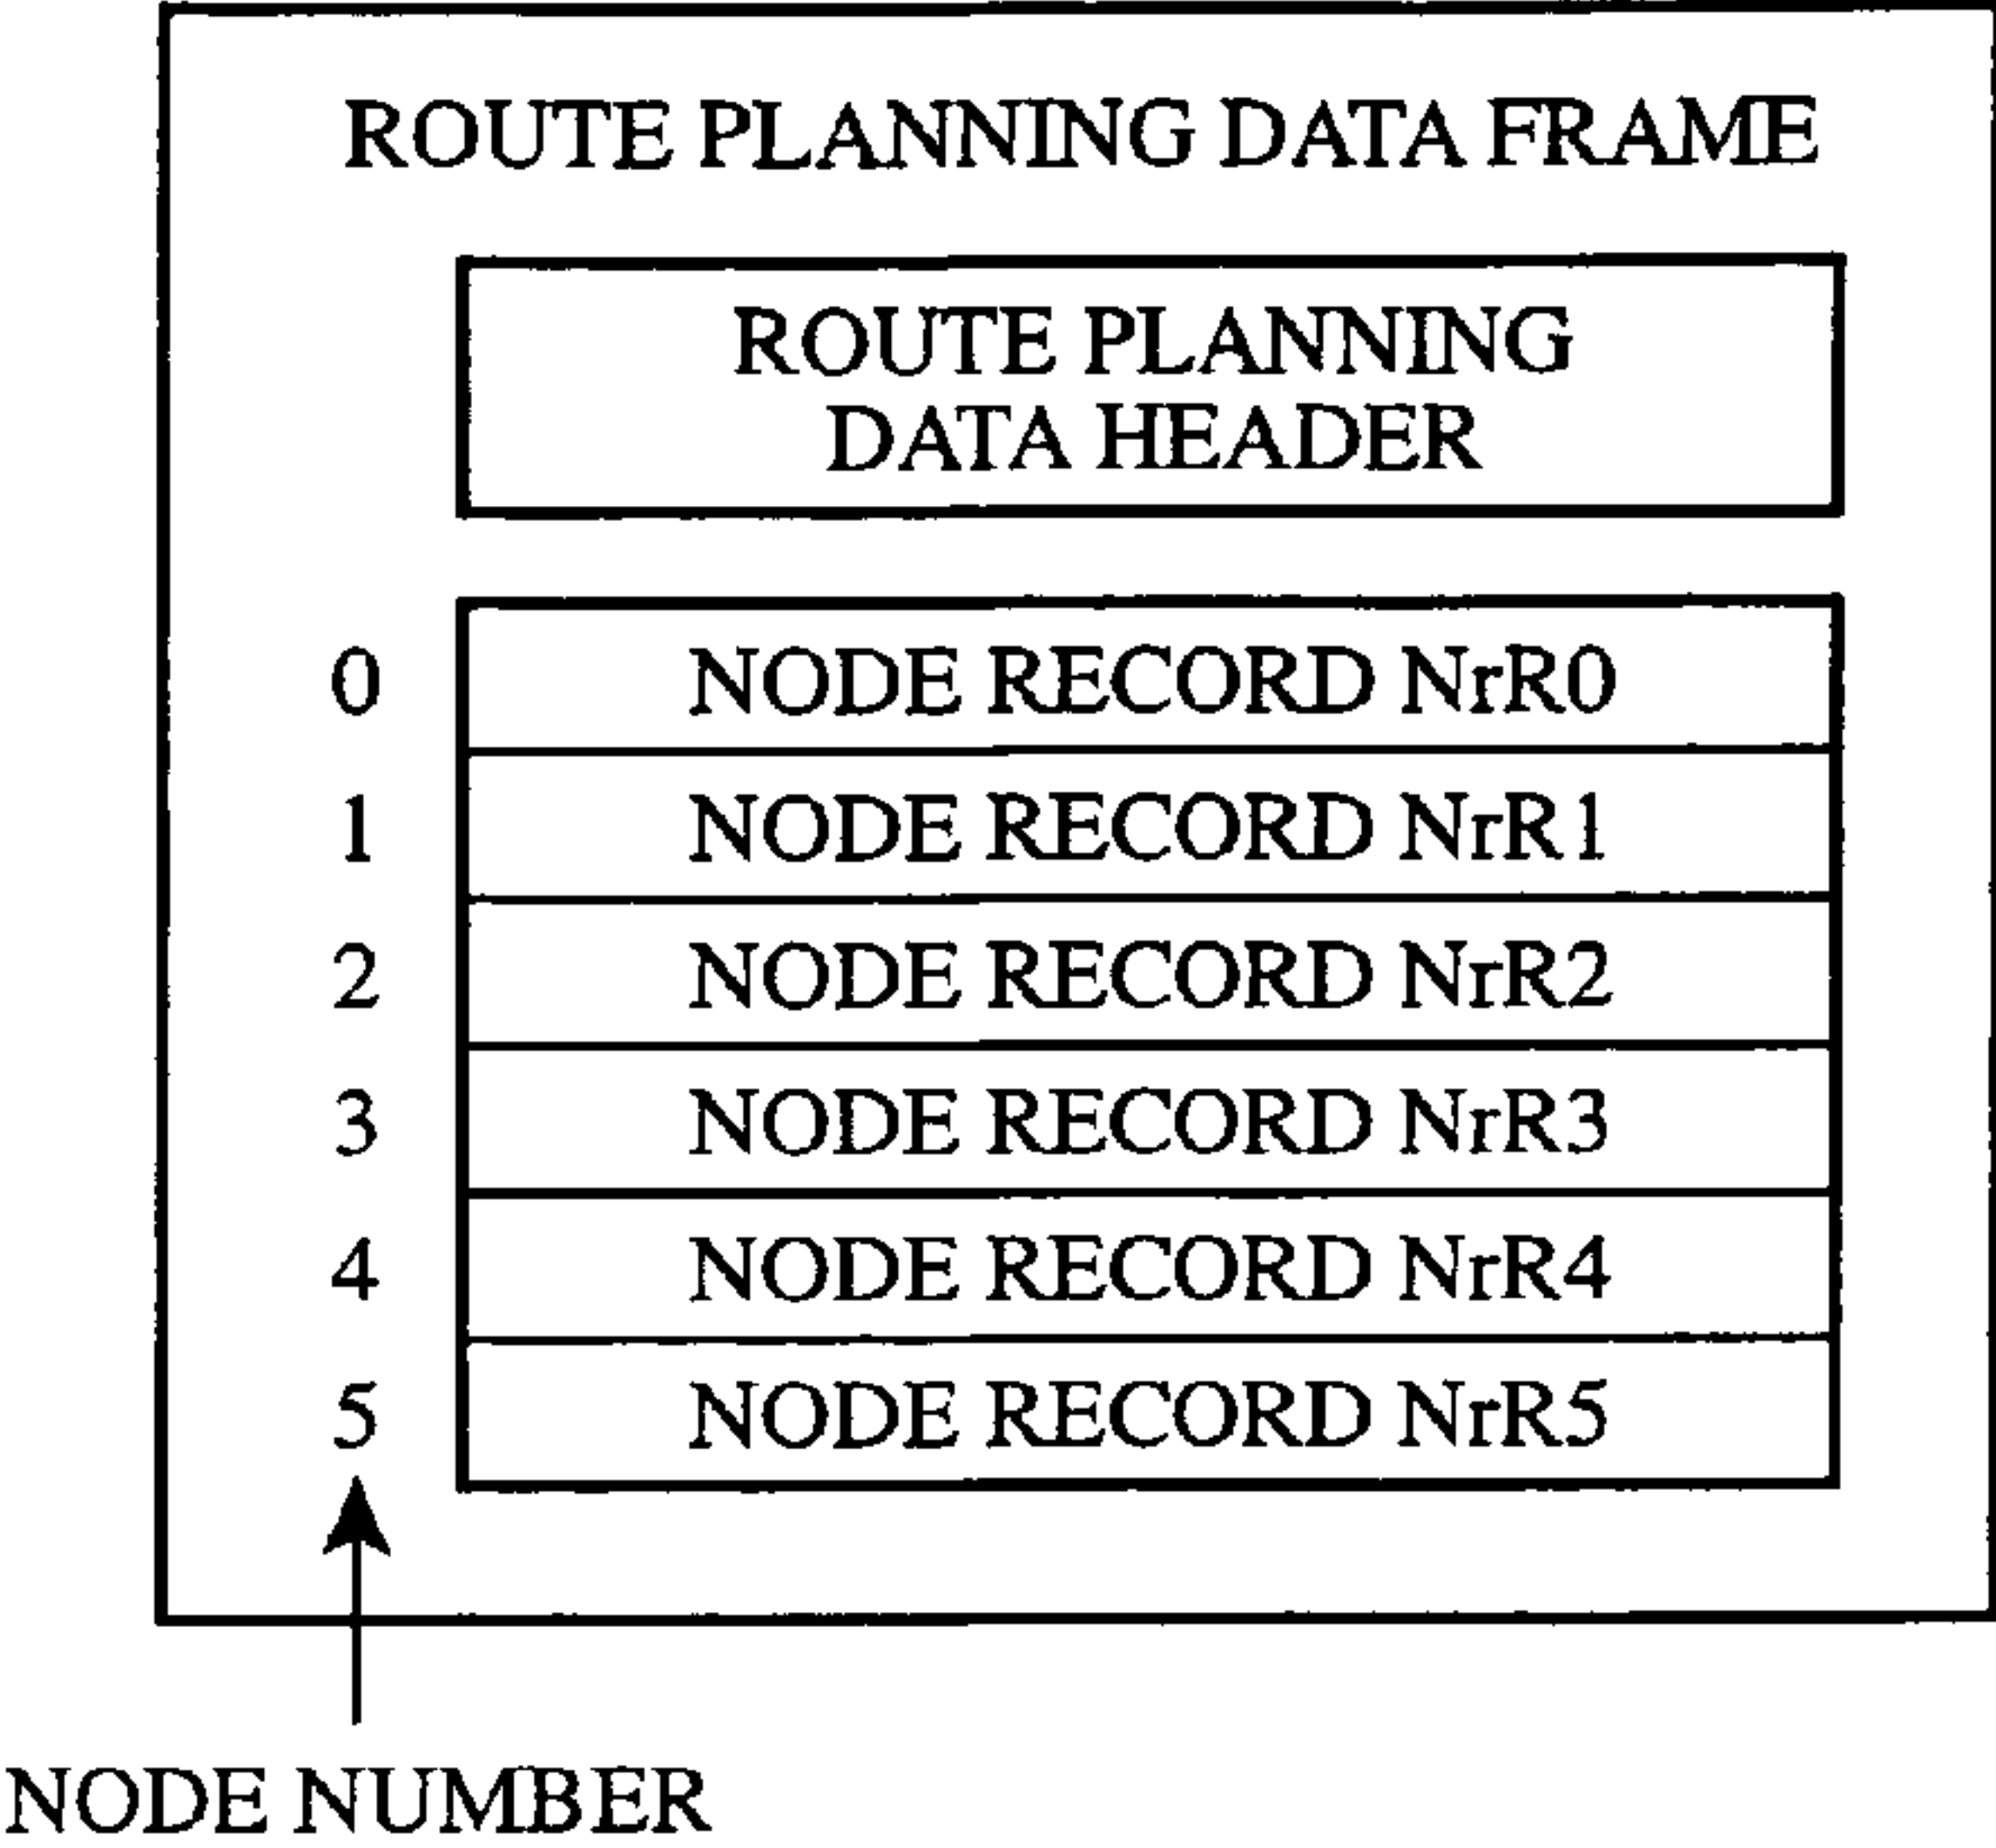 ROUTE PLANNING DATA FRAME
ROUTE PLANNING
DATA HEADER
0 NODE RECORD NrR0
1 NODE RECORD NrR1
2 NODE RECORD NrR2
3 NODE RECORD NrR3
4 NODE RECORD NrR4
5 NODE RECORD NrR5
NODE NUMBER